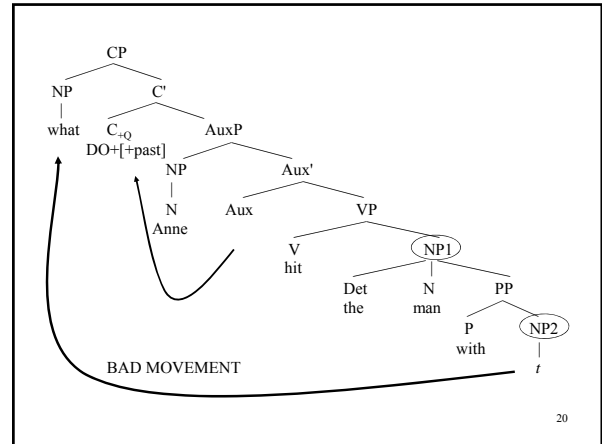 CP
NP C'
what C+Q AuxP
DO+[+past]
NP Aux'
N Aux VP
Anne
V NP1
hit
Det N PP
the man
P NP2
with
BAD MOVEMENT t
20